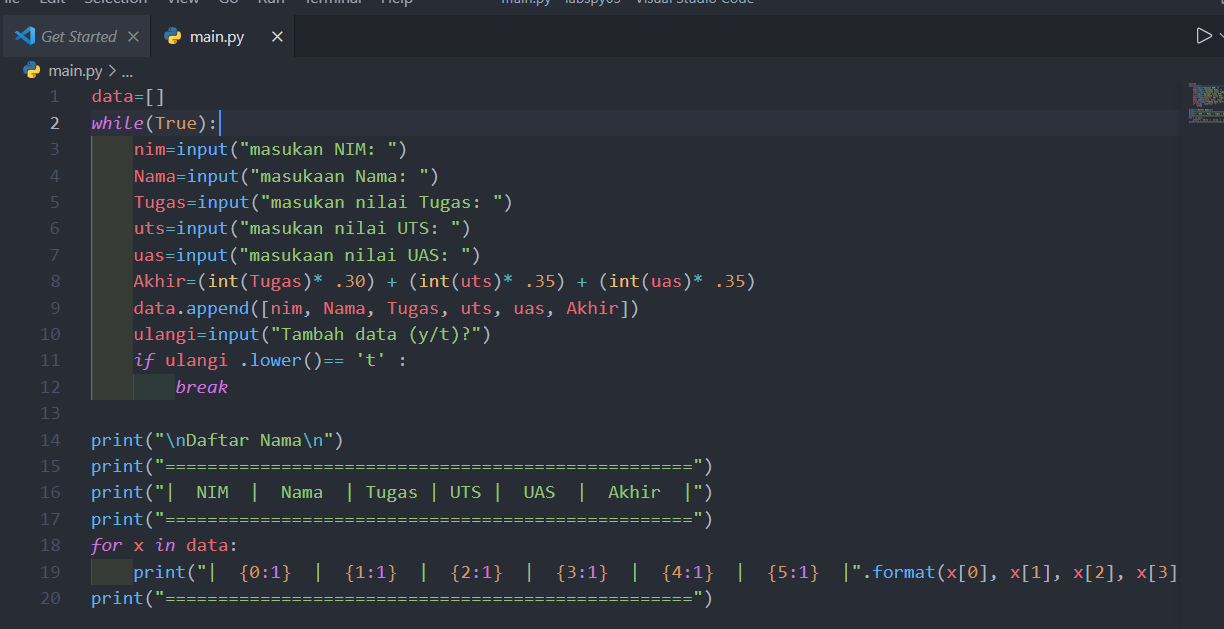 File Edit Selection View Go Run Terminal Help main.py - labspy03 - Visual Studio Code
Get Started main.py
main.py > ...
1 data=[]
2 while(True):
3     nim=input("masukan NIM: ")
4     Nama=input("masukaan Nama: ")
5     Tugas=input("masukan nilai Tugas: ")
6     uts=input("masukan nilai UTS: ")
7     uas=input("masukaan nilai UAS: ")
8     Akhir=(int(Tugas)* .30) + (int(uts)* .35) + (int(uas)* .35)
9     data.append([nim, Nama, Tugas, uts, uas, Akhir])
10     ulangi=input("Tambah data (y/t)?")
11     if ulangi .lower()== 't' :
12         break
13
14 print("\nDaftar Nama\n")
15 print("==================================================")
16 print("|  NIM  |  Nama  | Tugas | UTS |  UAS  |  Akhir  |")
17 print("==================================================")
18 for x in data:
19     print("|  {0:1}  |  {1:1}  |  {2:1}  |  {3:1}  |  {4:1}  |  {5:1}  |".format(x[0], x[1], x[2], x[3]
20 print("==================================================")